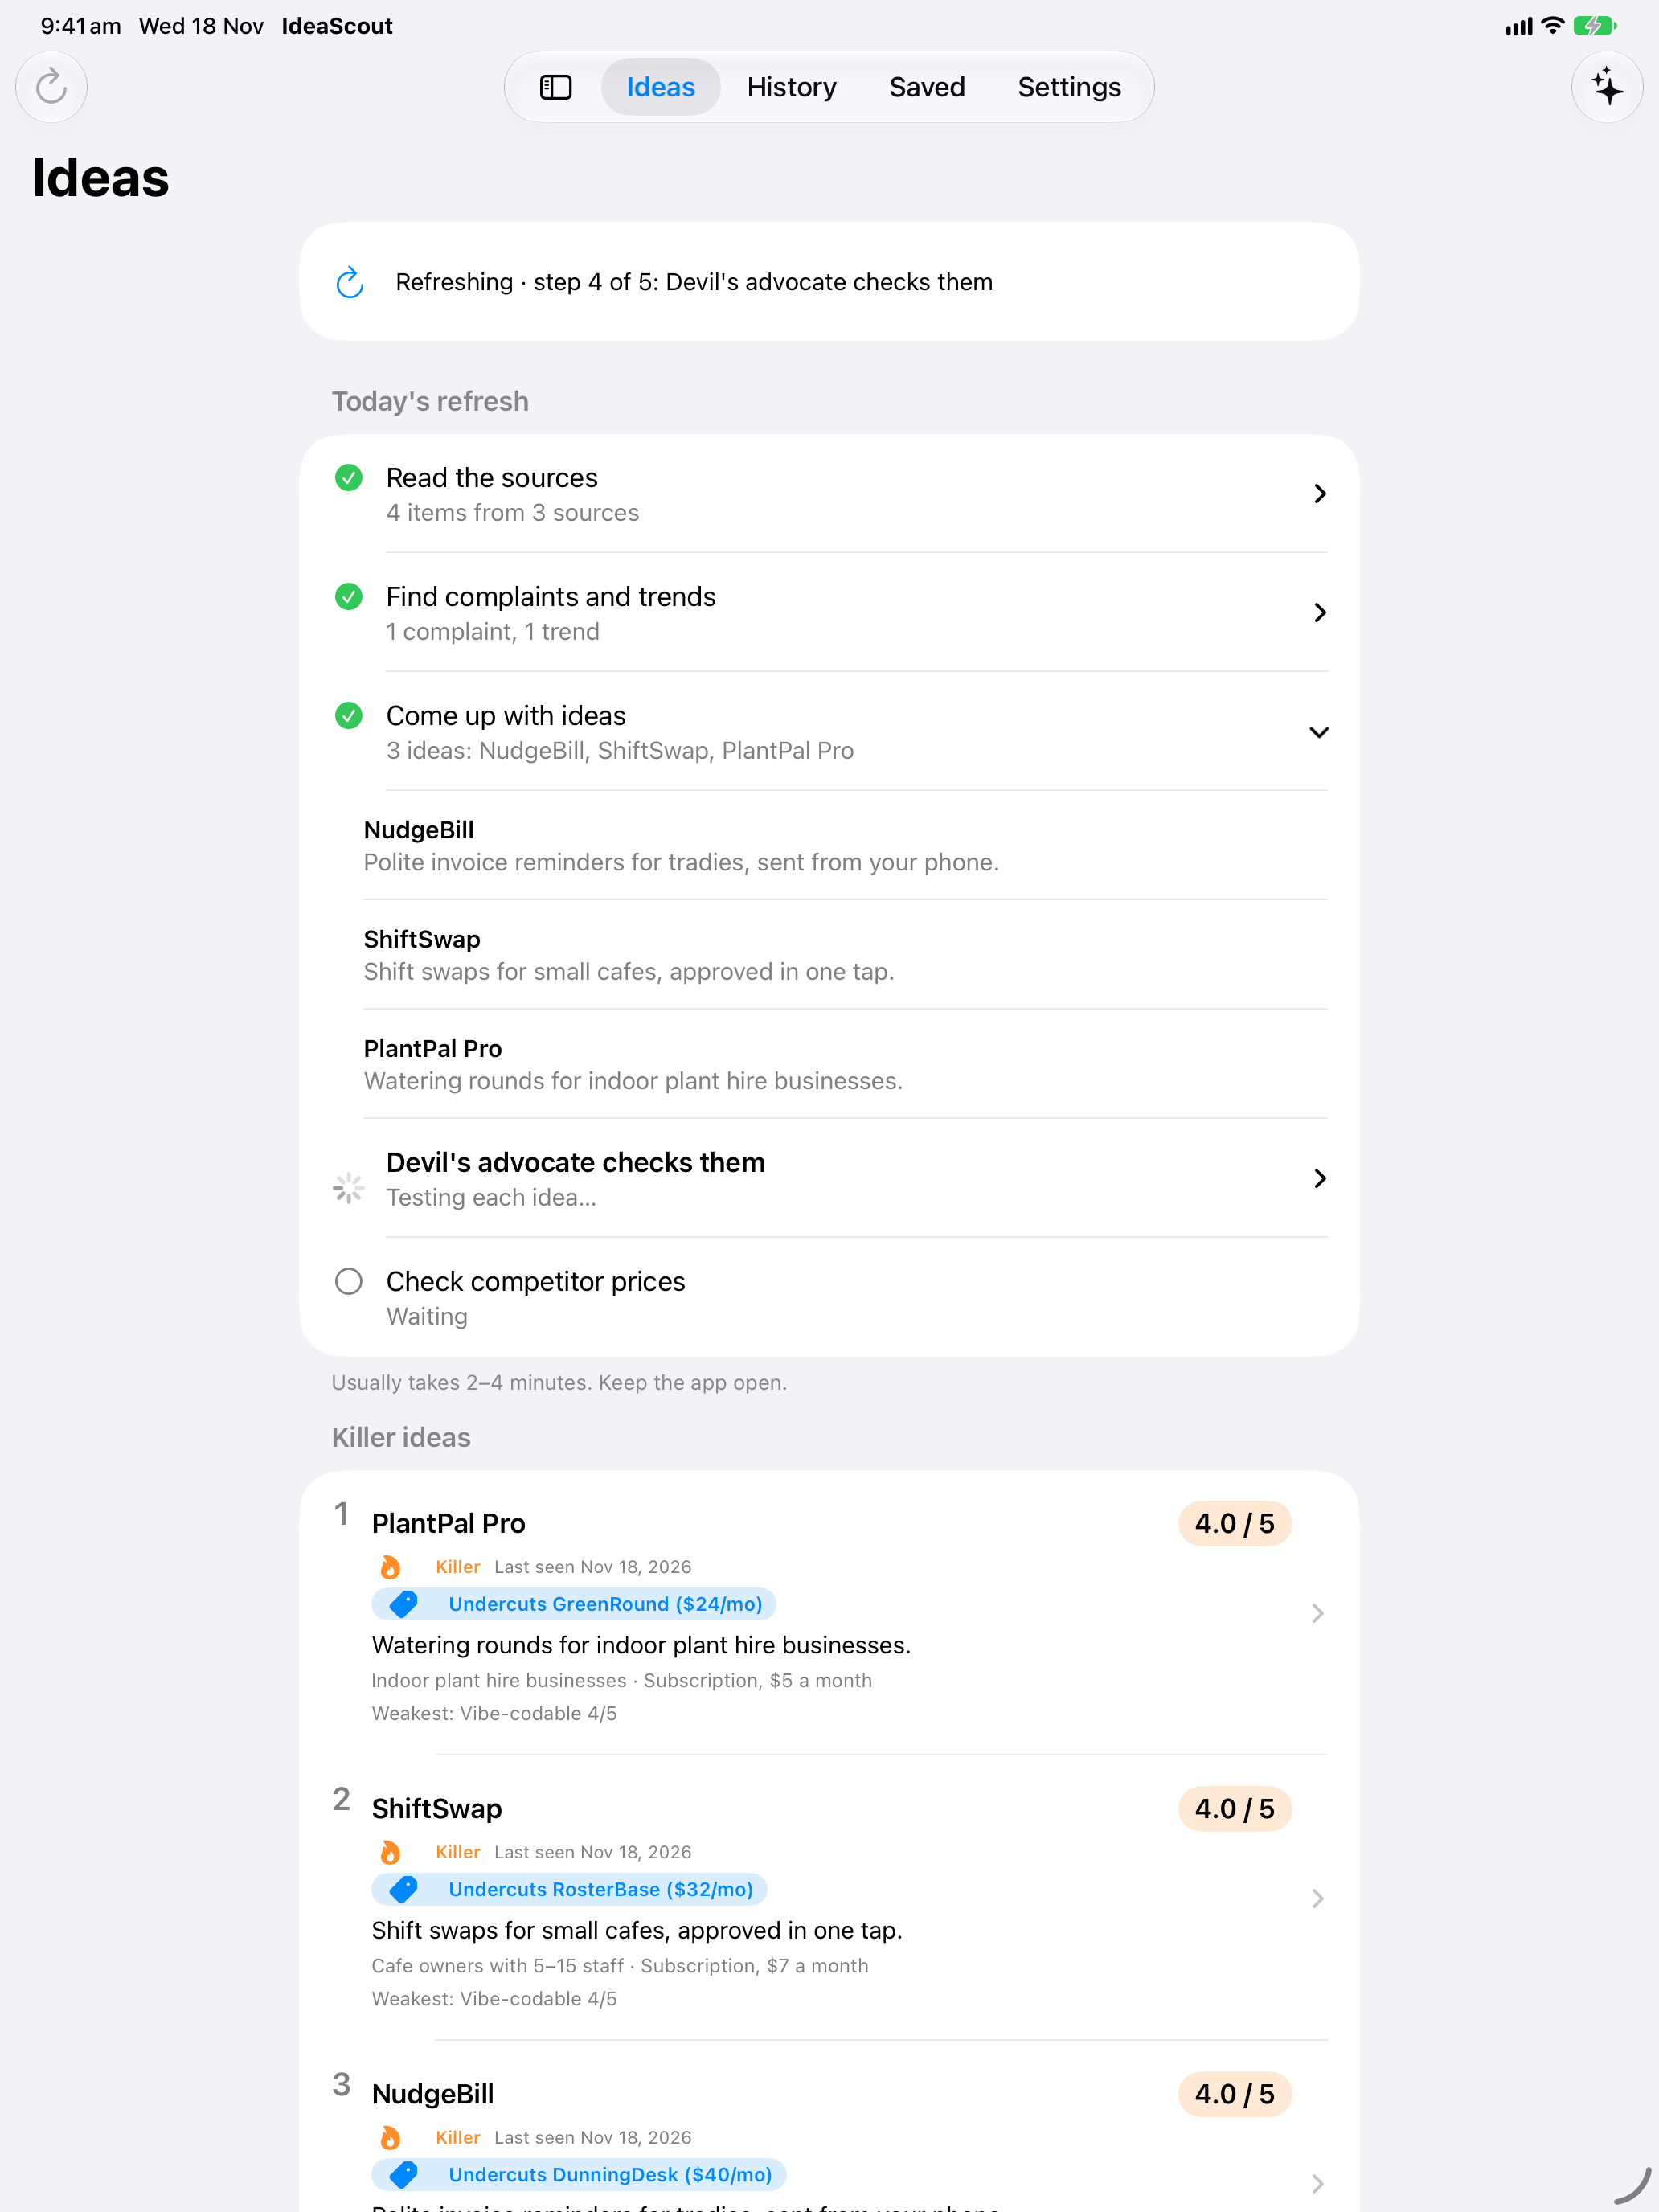 9:41 am Wed 18 Nov IdeaScout
Ideas History Saved Settings
Ideas
Refreshing · step 4 of 5: Devil's advocate checks them
Today's refresh
Read the sources
4 items from 3 sources
Find complaints and trends
1 complaint, 1 trend
Come up with ideas
3 ideas: NudgeBill, ShiftSwap, PlantPal Pro
NudgeBill
Polite invoice reminders for tradies, sent from your phone.
ShiftSwap
Shift swaps for small cafes, approved in one tap.
PlantPal Pro
Watering rounds for indoor plant hire businesses.
Devil's advocate checks them
Testing each idea...
Check competitor prices
Waiting
Usually takes 2–4 minutes. Keep the app open.
Killer ideas
1 PlantPal Pro 4.0 / 5
Killer Last seen Nov 18, 2026
Undercuts GreenRound ($24/mo)
Watering rounds for indoor plant hire businesses.
Indoor plant hire businesses · Subscription, $5 a month
Weakest: Vibe-codable 4/5
2 ShiftSwap 4.0 / 5
Killer Last seen Nov 18, 2026
Undercuts RosterBase ($32/mo)
Shift swaps for small cafes, approved in one tap.
Cafe owners with 5–15 staff · Subscription, $7 a month
Weakest: Vibe-codable 4/5
3 NudgeBill 4.0 / 5
Killer Last seen Nov 18, 2026
Undercuts DunningDesk ($40/mo)